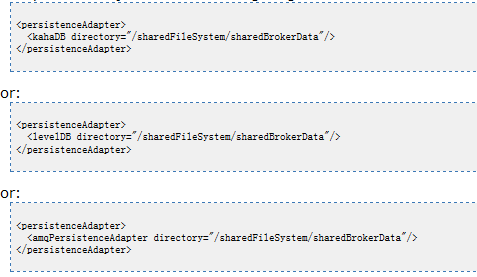 <persistenceAdapter>
<kahaDB directory="/sharedFileSystem/sharedBrokerData"/>
</persistenceAdapter>
or:
<persistenceAdapter>
<levelDB directory="/sharedFileSystem/sharedBrokerData"/>
</persistenceAdapter>
or:
<persistenceAdapter>
<amqPersistenceAdapter directory="/sharedFileSystem/sharedBrokerData"/>
</persistenceAdapter>